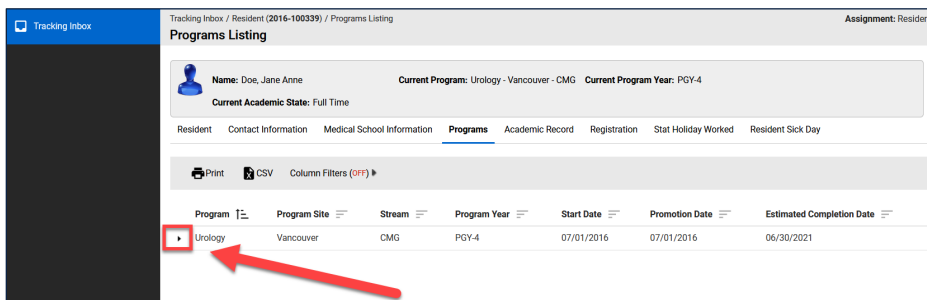 Tracking Inbox
Tracking Inbox / Resident (2016-100339) / Programs Listing
Assignment: Residen
Programs Listing
Name: Doe, Jane Anne
Current Program: Urology - Vancouver - CMG
Current Program Year: PGY-4
Current Academic State: Full Time
Resident
Contact Information
Medical School Information
Programs
Academic Record
Registration
Stat Holiday Worked
Resident Sick Day
Print
CSV
Column Filters (OFF)
Program
Program Site
Stream
Program Year
Start Date
Promotion Date
Estimated Completion Date
Urology
Vancouver
CMG
PGY-4
07/01/2016
07/01/2016
06/30/2021